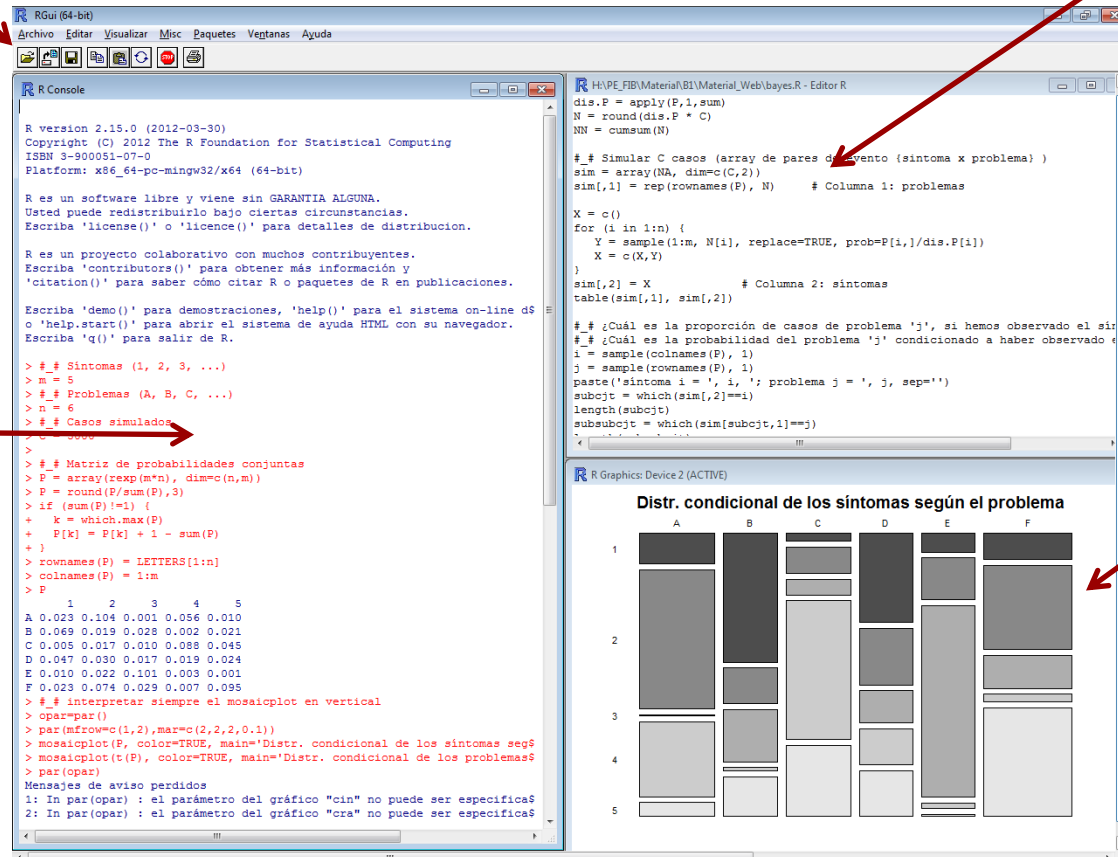 RGui (64-bit)
Archivo Editar Visualizar Misc Paquetes Ventanas Ayuda
STOP
R Console
R version 2.15.0 (2012-03-30)
Copyright (C) 2012 The R Foundation for Statistical Computing
ISBN 3-900051-07-0
Platform: x86_64-pc-mingw32/x64 (64-bit)
R es un software libre y viene sin GARANTIA ALGUNA.
Usted puede redistribuirlo bajo ciertas circunstancias.
Escriba 'license()' o 'licence()' para detalles de distribucion.
R es un proyecto colaborativo con muchos contribuyentes.
Escriba 'contributors()' para obtener más información y
'citation()' para saber cómo citar R o paquetes de R en publicaciones.
Escriba 'demo()' para demostraciones, 'help()' para el sistema on-line d$
o 'help.start()' para abrir el sistema de ayuda HTML con su navegador.
Escriba 'q()' para salir de R.
> #_# Síntomas (1, 2, 3, ...)
> m = 5
> #_# Problemas (A, B, C, ...)
> n = 6
> #_# Casos simulados
>
> #_# Matriz de probabilidades conjuntas
> P = array(rexp(m*n), dim=c(n,m))
> P = round(P/sum(P),3)
> if (sum(P)!=1) {
+ k = which.max(P)
+ P[k] = P[k] + 1 - sum(P)
+ }
> rownames(P) = LETTERS[1:n]
> colnames(P) = 1:m
> P
1 2 3 4 5
A 0.023 0.104 0.001 0.056 0.010
B 0.069 0.019 0.028 0.002 0.021
C 0.005 0.017 0.010 0.088 0.045
D 0.047 0.030 0.017 0.019 0.024
E 0.010 0.022 0.101 0.003 0.001
F 0.023 0.074 0.029 0.007 0.095
> #_# interpretar siempre el mosaicplot en vertical
> opar=par()
> par(mfrow=c(1,2),mar=c(2,2,2,0.1))
> mosaicplot(P, color=TRUE, main='Distr. condicional de los síntomas seg$
> mosaicplot(t(P), color=TRUE, main='Distr. condicional de los problemas$
> par(opar)
Mensajes de aviso perdidos
1: In par(opar) : el parámetro del gráfico "cin" no puede ser especifica$
2: In par(opar) : el parámetro del gráfico "cra" no puede ser especifica$
H:\PE_FIB\Material\B1\Material_Web\bayes.R - Editor R
dis.P = apply(P,1,sum)
N = round(dis.P * C)
NN = cumsum(N)
#_# Simular C casos (array de pares de evento {sintoma x problema} )
sim = array(NA, dim=c(C,2))
sim[,1] = rep(rownames(P), N) # Columna 1: problemas
X = c()
for (i in 1:n) {
Y = sample(1:m, N[i], replace=TRUE, prob=P[i,]/dis.P[i])
X = c(X,Y)
}
sim[,2] = X # Columna 2: síntomas
table(sim[,1], sim[,2])
#_# ¿Cuál es la proporción de casos de problema 'j', si hemos observado el sín
#_# ¿Cuál es la probabilidad del problema 'j' condicionado a haber observado e
i = sample(colnames(P), 1)
j = sample(rownames(P), 1)
paste('síntoma i = ', i, '; problema j = ', j, sep='')
subcjt = which(sim[,2]==i)
length(subcjt)
subsubcjt = which(sim[subcjt,1]==j)
R Graphics: Device 2 (ACTIVE)
Distr. condicional de los síntomas según el problema
A B C D E F
1
2
3
4
5